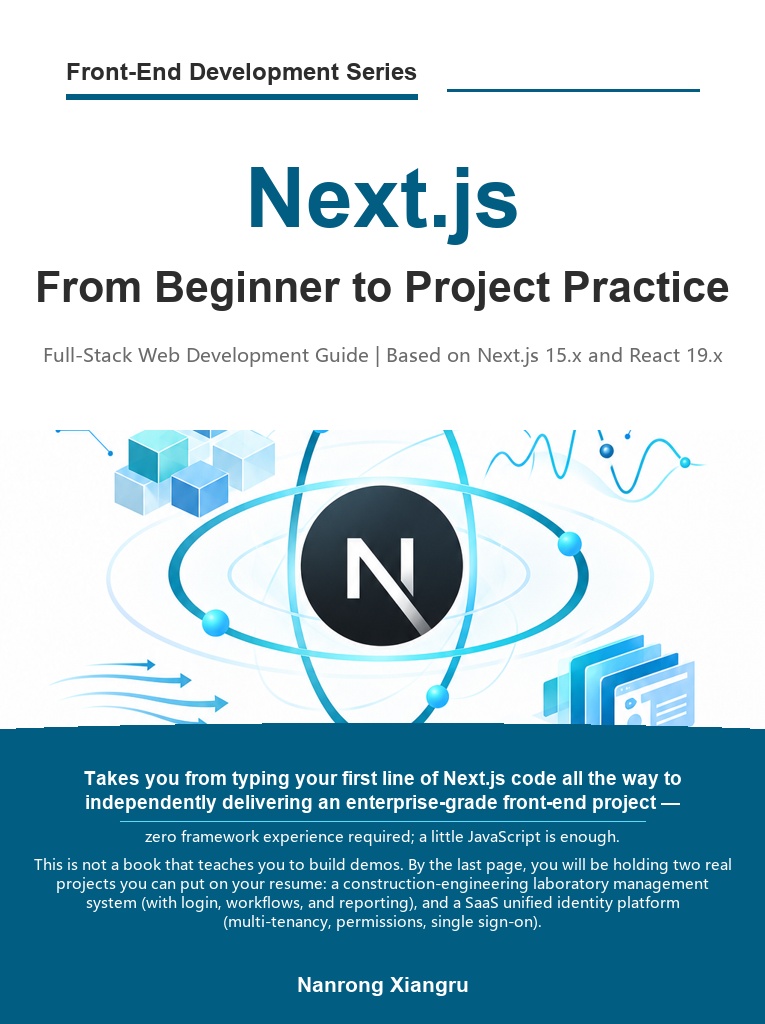 Front-End Development Series
Next.js
From Beginner to Project Practice
Full-Stack Web Development Guide | Based on Next.js 15.x and React 19.x
N
Takes you from typing your first line of Next.js code all the way to
independently delivering an enterprise-grade front-end project —
zero framework experience required; a little JavaScript is enough.
This is not a book that teaches you to build demos. By the last page, you will be holding two real
projects you can put on your resume: a construction-engineering laboratory management
system (with login, workflows, and reporting), and a SaaS unified identity platform
(multi-tenancy, permissions, single sign-on).
Nanrong Xiangru